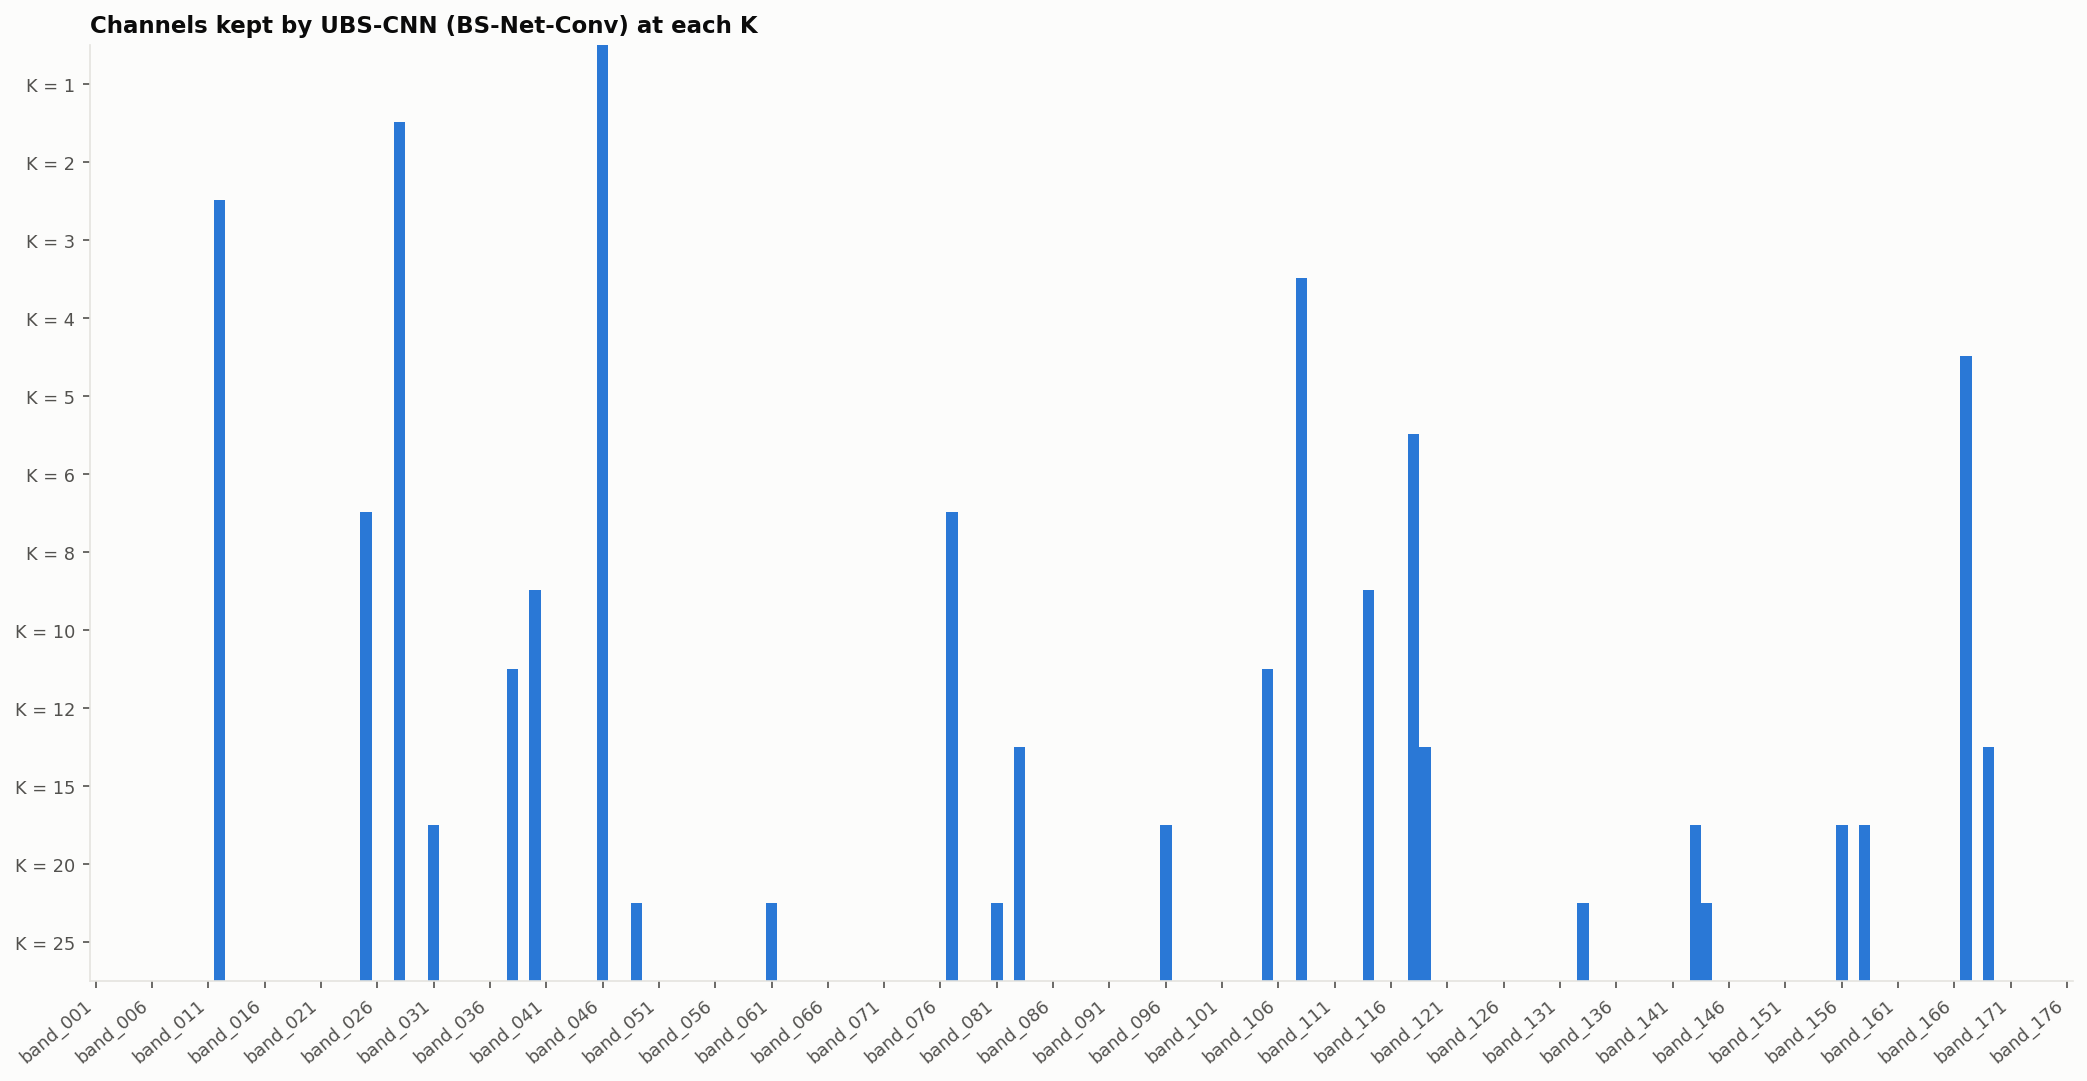 Channels kept by UBS-CNN (BS-Net-Conv) at each K
K = 1
K = 2
K = 3
K = 4
K = 5
K = 6
K = 8
K = 10
K = 12
K = 15
K = 20
K = 25
band_001
band_006
band_011
band_016
band_021
band_026
band_031
band_036
band_041
band_046
band_051
band_056
band_061
band_066
band_071
band_076
band_081
band_086
band_091
band_096
band_101
band_106
band_111
band_116
band_121
band_126
band_131
band_136
band_141
band_146
band_151
band_156
band_161
band_166
band_171
band_176